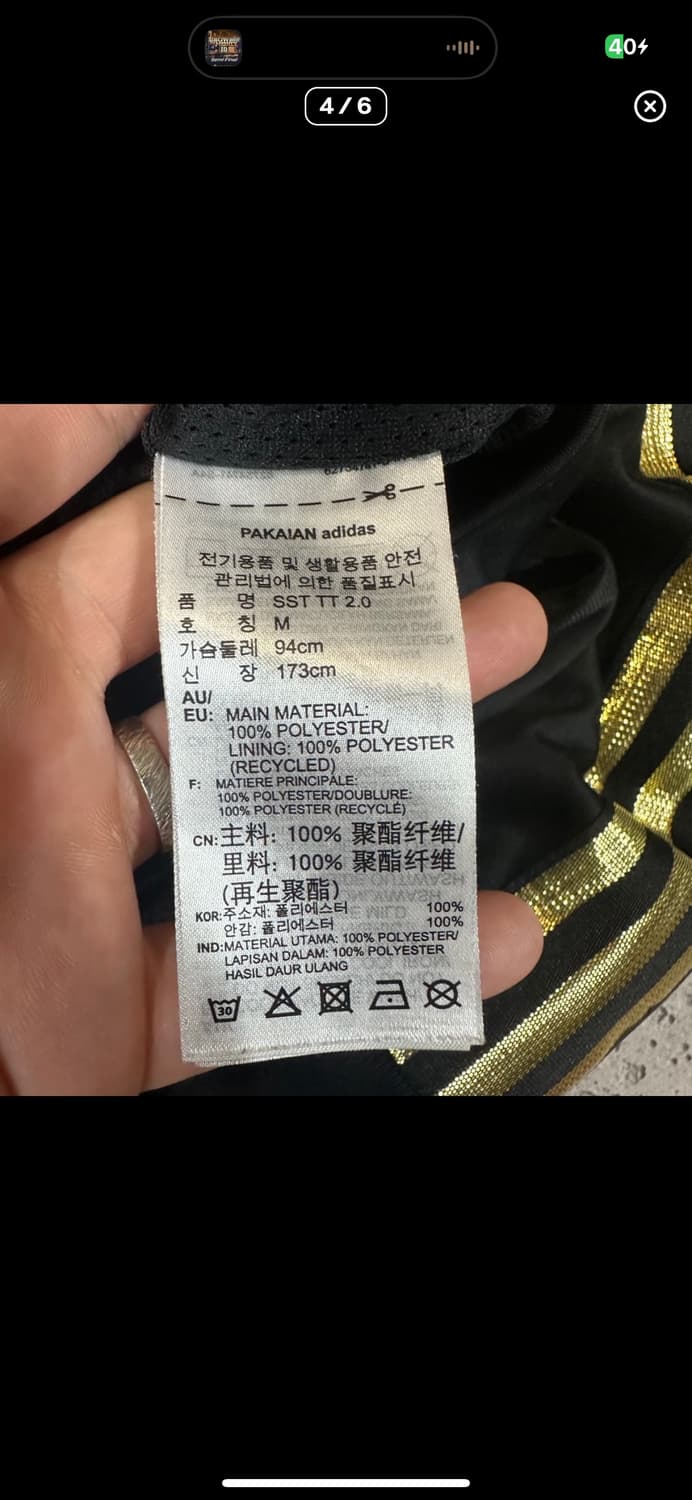 40
4/6
PAKAIAN adidas
전기용품 및 생활용품 안전
관리법에 의한 품질표시
품 명 SST TT 2.0
호 칭 M
가슴둘레 94cm
신 장 173cm
AU/
EU: MAIN MATERIAL:
100% POLYESTER/
LINING: 100% POLYESTER
(RECYCLED)
F: MATIERE PRINCIPALE:
100% POLYESTER/DOUBLURE:
100% POLYESTER (RECYCLÉ)
CN:主料: 100% 聚酯纤维/
里料: 100% 聚酯纤维
(再生聚酯)
KOR:주소재: 폴리에스터 100%
안감: 폴리에스터 100%
IND:MATERIAL UTAMA: 100% POLYESTER/
LAPISAN DALAM: 100% POLYESTER
HASIL DAUR ULANG
30